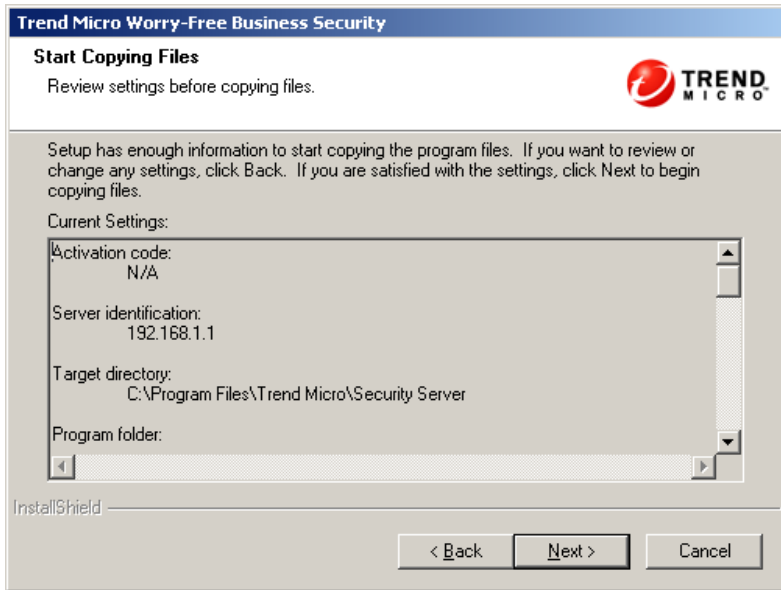 Trend Micro Worry-Free Business Security
Start Copying Files
Review settings before copying files.
TREND
MICRO
Setup has enough information to start copying the program files. If you want to review or
change any settings, click Back. If you are satisfied with the settings, click Next to begin
copying files.
Current Settings:
Activation code:
N/A
Server identification:
192.168.1.1
Target directory:
C:\Program Files\Trend Micro\Security Server
Program folder:
InstallShield
< Back
Next >
Cancel